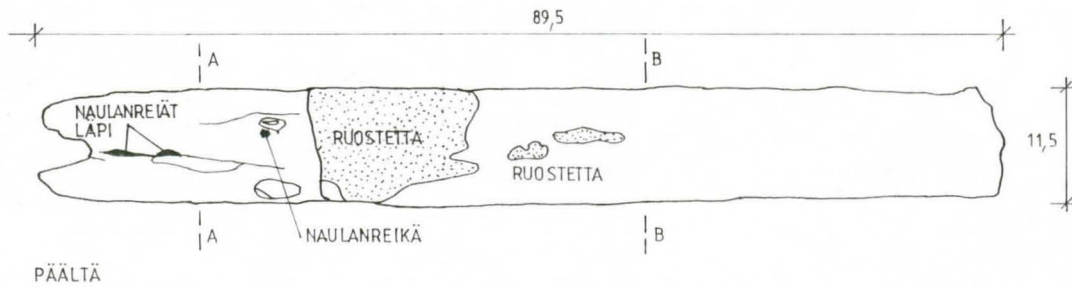 89,5
A
B
NAULANREIÄT
LÄPI
RUOSTETTA
11,5
RUOSTETTA
A
NAULANREIKÄ
B
PÄÄLTÄ